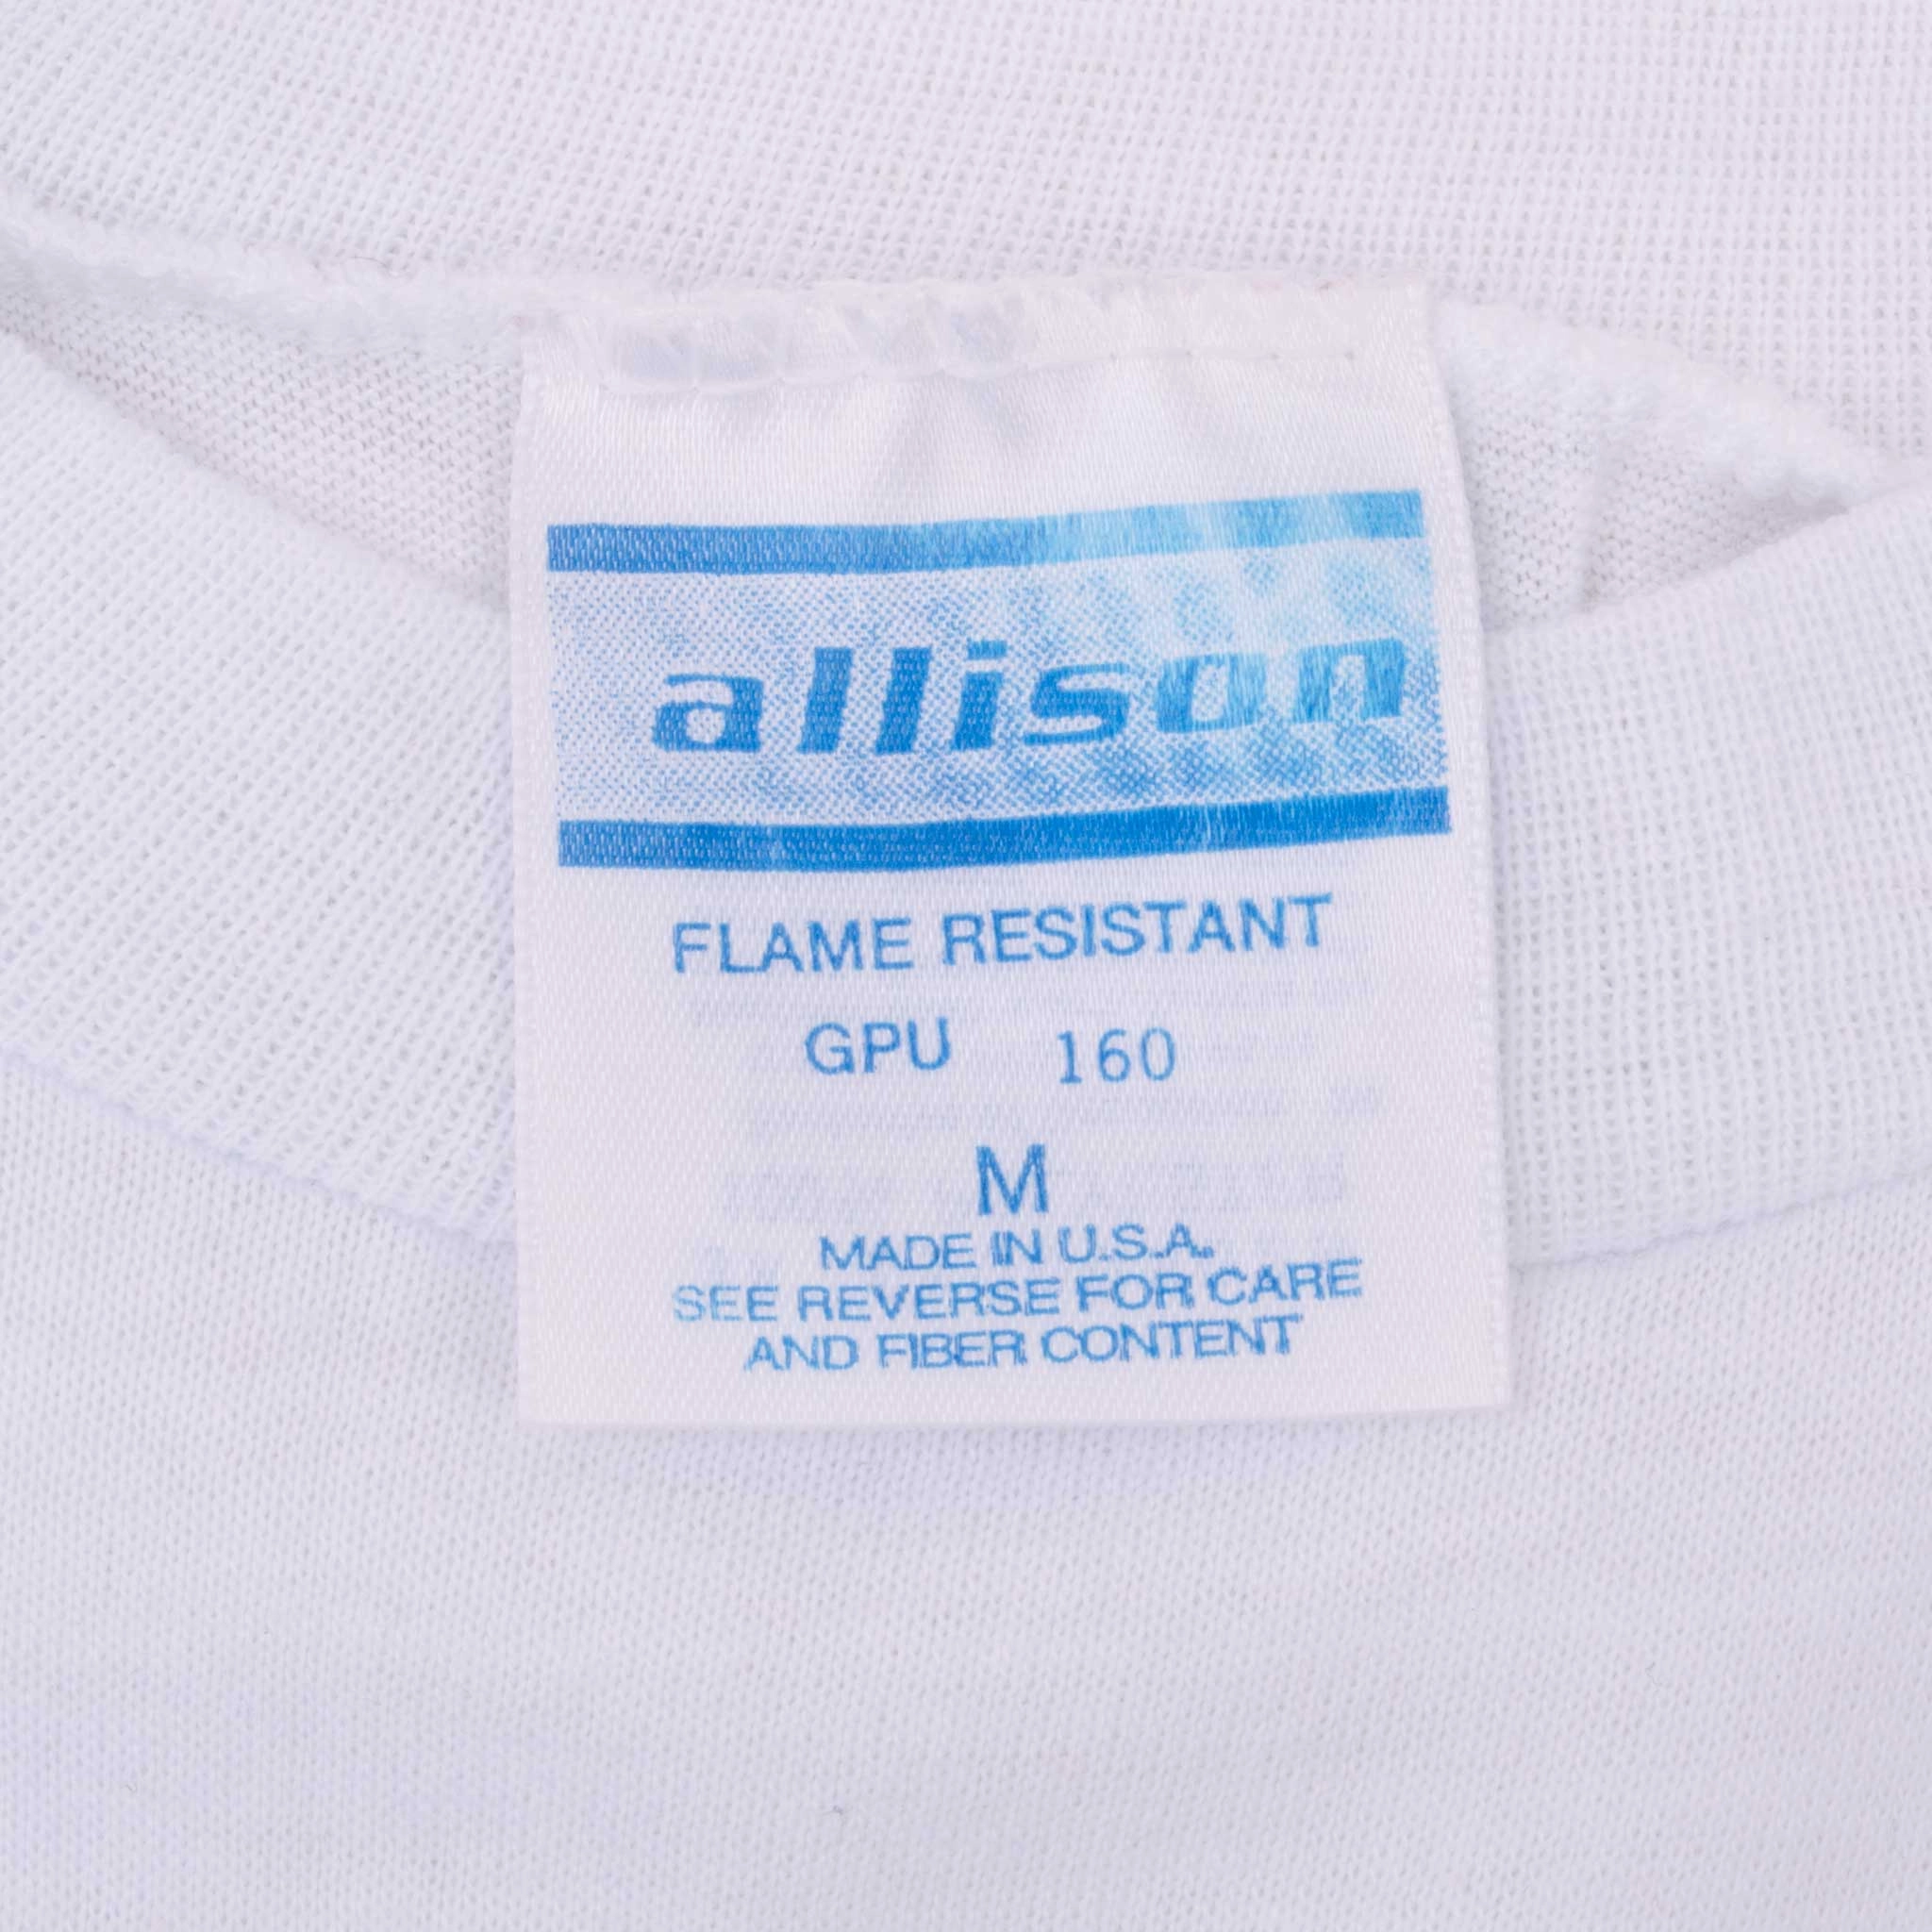 allison
FLAME RESISTANT
GPU 160
M
MADE IN U.S.A.
SEE REVERSE FOR CARE
AND FIBER CONTENT